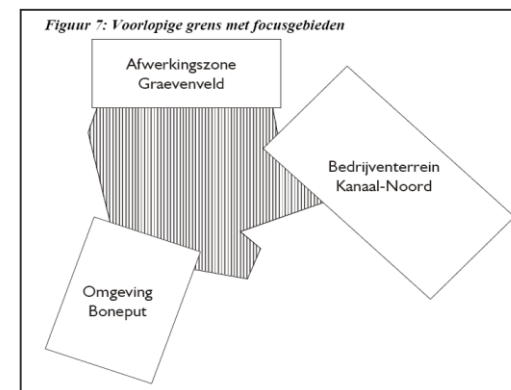 Figuur 7: Voorlopige grens met focusgebieden
Afwerkingszone
Graevenveld
Bedrijventerrein
Kanaal-Noord
Omgeving
Boneput